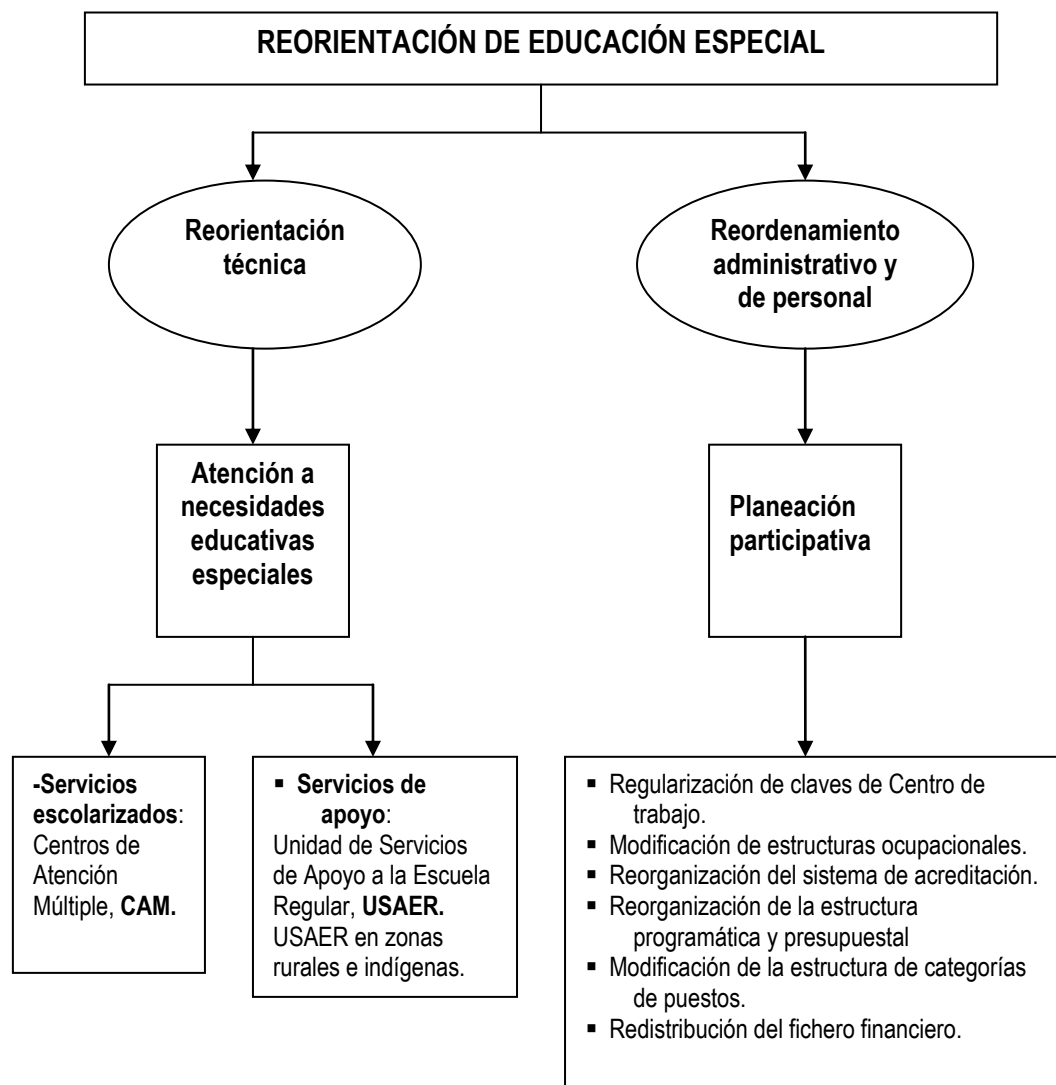 REORIENTACIÓN DE EDUCACIÓN ESPECIAL
Reorientación
técnica
Reordenamiento
administrativo y
de personal
Atención a
necesidades
educativas
especiales
Planeación
participativa
-Servicios
escolarizados:
Centros de
Atención
Múltiple, CAM.
▪ Servicios de
apoyo:
Unidad de Servicios
de Apoyo a la Escuela
Regular, USAER.
USAER en zonas
rurales e indígenas.
▪ Regularización de claves de Centro de
trabajo.
▪ Modificación de estructuras ocupacionales.
▪ Reorganización del sistema de acreditación.
▪ Reorganización de la estructura
programática y presupuestal
▪ Modificación de la estructura de categorías
de puestos.
▪ Redistribución del fichero financiero.